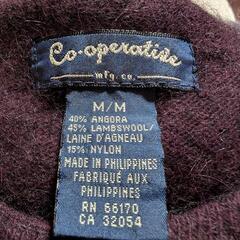 Co-operative
mfg. co.
M/M
40% ANGORA
45% LAMBSWOOL/
LAINE D'AGNEAU
15% NYLON
MADE IN PHILIPPINES
FABRIQUÉ AUX
PHILIPPINES
RN 66170
CA 32054